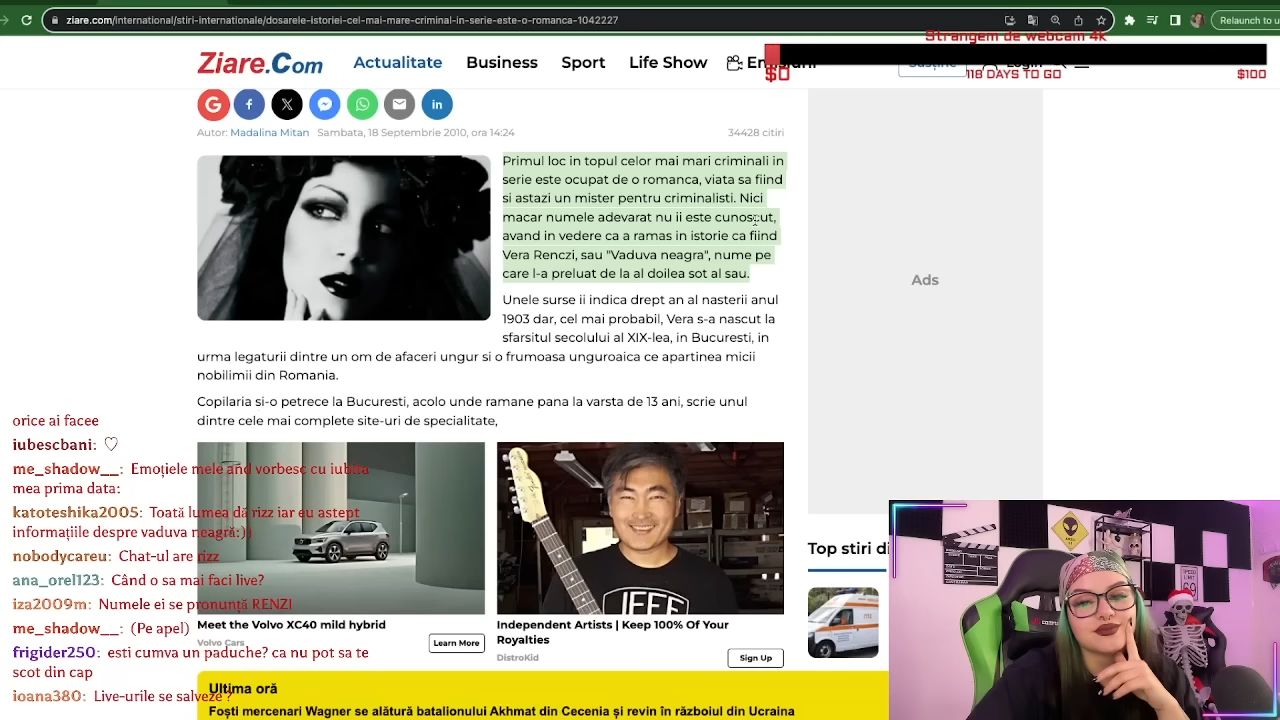 ziare.com/international/stiri-internationale/dosarele-istoriei-cel-mai-mare-criminal-in-serie-este-o-romanca-1042227
Relaunch to u
Strangem de webcam 4k
$0
118 DAYS TO GO
$100
Ziare.Com
Actualitate
Business
Sport
Life Show
Autor: Madalina Mitan Sambata, 18 Septembrie 2010, ora 14:24
34428 citiri
Primul loc in topul celor mai mari criminali in
serie este ocupat de o romanca, viata sa fiind
si astazi un mister pentru criminalisti. Nici
macar numele adevarat nu ii este cunoscut,
avand in vedere ca a ramas in istorie ca fiind
Vera Renczi, sau "Vaduva neagra", nume pe
care l-a preluat de la al doilea sot al sau.
Unele surse ii indica drept an al nasterii anul
1903 dar, cel mai probabil, Vera s-a nascut la
sfarsitul secolului al XIX-lea, in Bucuresti, in
urma legaturii dintre un om de afaceri ungur si o frumoasa unguroaica ce apartinea micii
nobilimii din Romania.
Copilaria si-o petrece la Bucuresti, acolo unde ramane pana la varsta de 13 ani, scrie unul
dintre cele mai complete site-uri de specialitate,
Ads
orice ai facee
iubescbani: ♡
me_shadow__: Emoțiele mele and vorbesc cu iubita
mea prima data:
katoteshika2005: Toată lumea dă rizz iar eu astept
informațiile despre vaduva neagră:))
nobodycareu: Chat-ul are rizz
ana_orel123: Când o sa mai faci live?
iza2009m: Numele ei se pronunță RENZI
me_shadow__: (Pe apel)
frigider250: esti cumva un paduche? ca nu pot sa te
scot din cap
ioana380: Live-urile se salveze ?
Meet the Volvo XC40 mild hybrid
Volvo Cars
Learn More
Independent Artists | Keep 100% Of Your
Royalties
DistroKid
Sign Up
Top stiri di
Ultima oră
Foști mercenari Wagner se alătură batalionului Akhmat din Cecenia și revin în războiul din Ucraina